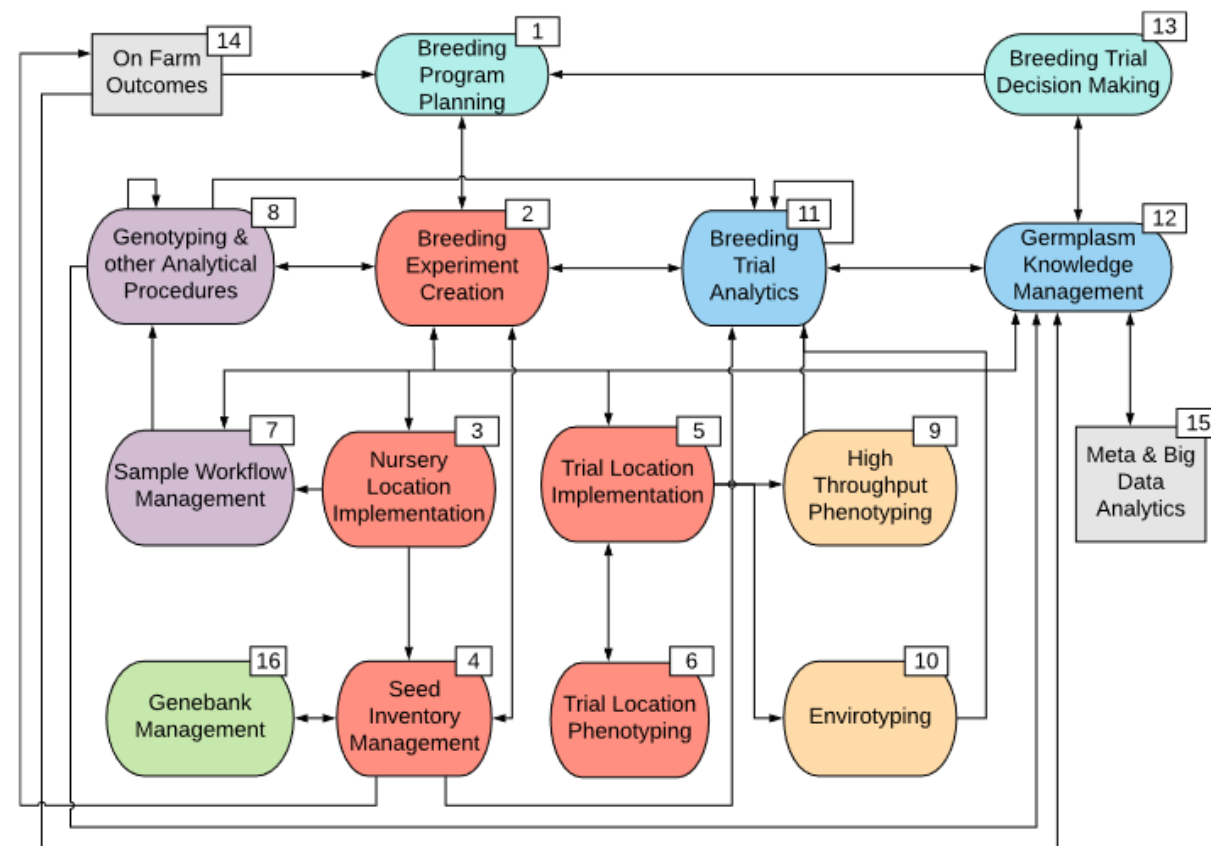 14
On Farm
Outcomes
1
Breeding
Program
Planning
13
Breeding Trial
Decision Making
8
Genotyping &
other Analytical
Procedures
2
Breeding
Experiment
Creation
11
Breeding
Trial
Analytics
12
Germplasm
Knowledge
Management
7
Sample Workflow
Management
3
Nursery
Location
Implementation
5
Trial Location
Implementation
9
High
Throughput
Phenotyping
15
Meta & Big
Data
Analytics
16
Genebank
Management
4
Seed
Inventory
Management
6
Trial Location
Phenotyping
10
Envirotyping